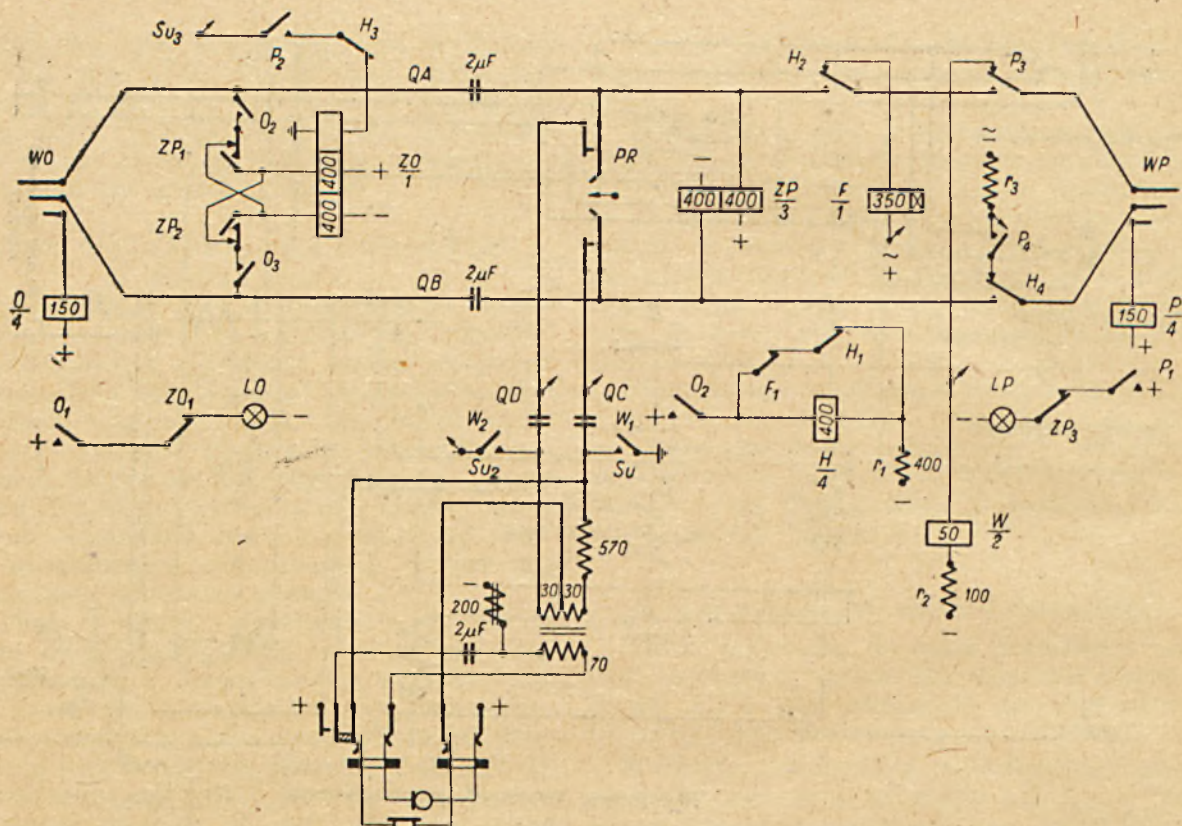 Su3 P2 H3
2μF QA H2 P3
O2
ZP1 PR
WO 400 + ZO/1 - ZP/3 F/1 ~ r3 WP
400 - 400 400 350 X
ZP2 + ~ + P4
O3 2μF QB H4
O/4 150 150 P/4
- + - +
O1 ZO1 LO QD QC O2 F1 H1 LP P1 +
+ - W2 W1 + 400 - ZP3
Su2 Su H/4 r1 400
-
570 50 W/2
200 - 30 30 r2 100
2μF 70 -
+ +